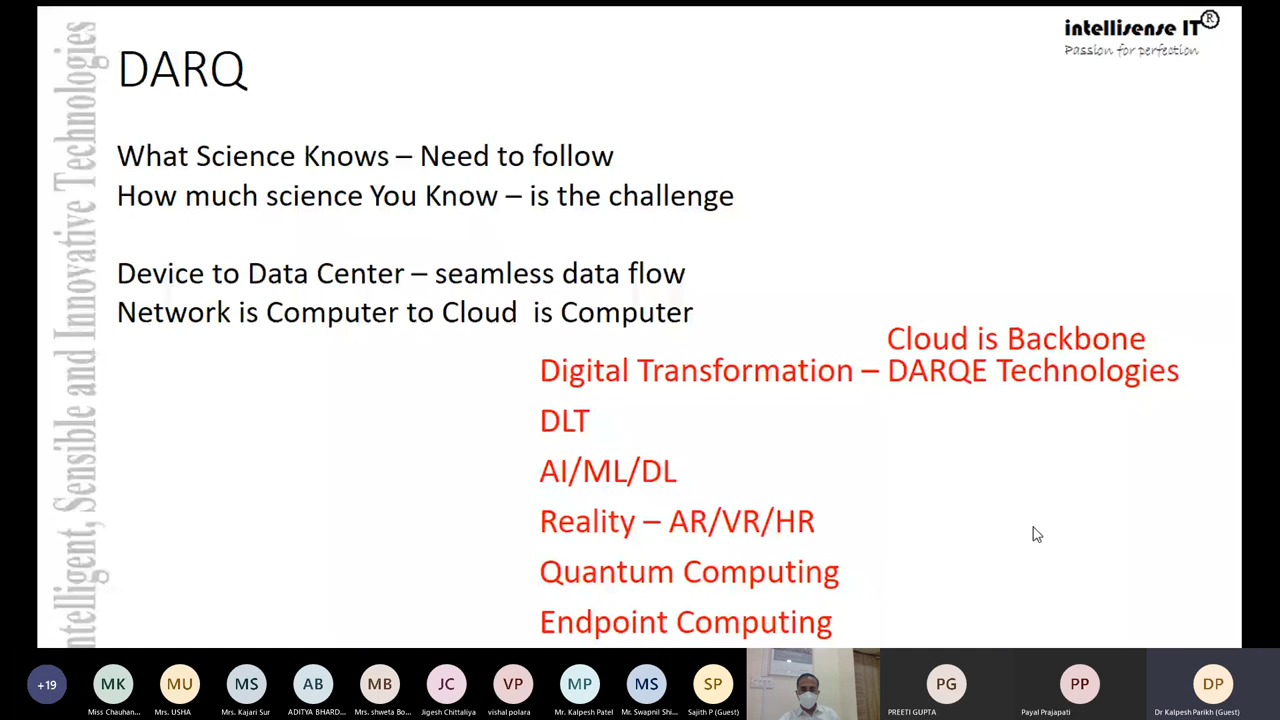 intellisense IT®
Passion for perfection
DARQ
What Science Knows – Need to follow
How much science You Know – is the challenge
Device to Data Center – seamless data flow
Network is Computer to Cloud is Computer
Cloud is Backbone
Digital Transformation – DARQE Technologies
DLT
AI/ML/DL
Reality – AR/VR/HR
Quantum Computing
Endpoint Computing
ntelligent, Sensible and Innovative Technologies
+19
MK
Miss Chauhan...
MU
Mrs. USHA
MS
Mrs. Kajari Sur
AB
ADITYA BHARD...
MB
Mrs. shweta Bo...
JC
Jigesh Chittaliya
VP
vishal polara
MP
Mr. Kalpesh Patel
MS
Mr. Swapnil Shi...
SP
Sajith P (Guest)
PG
PREETI GUPTA
PP
Payal Prajapati
DP
Dr Kalpesh Parikh (Guest)